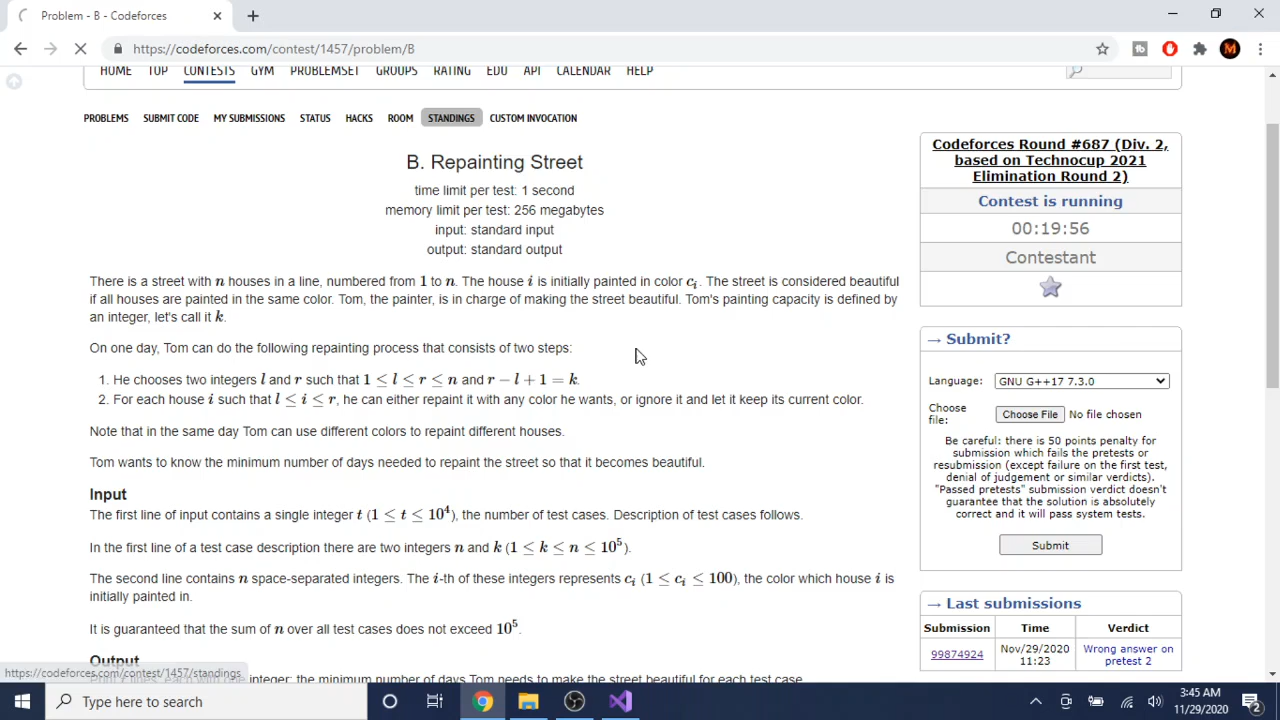 Problem - B - Codeforces
https://codeforces.com/contest/1457/problem/B
HOME TOP CONTESTS GYM PROBLEMSET GROUPS RATING EDU API CALENDAR HELP
PROBLEMS SUBMIT CODE MY SUBMISSIONS STATUS HACKS ROOM STANDINGS CUSTOM INVOCATION
B. Repainting Street
time limit per test: 1 second
memory limit per test: 256 megabytes
input: standard input
output: standard output
There is a street with n houses in a line, numbered from 1 to n. The house i is initially painted in color cᵢ. The street is considered beautiful
if all houses are painted in the same color. Tom, the painter, is in charge of making the street beautiful. Tom's painting capacity is defined by
an integer, let's call it k.
On one day, Tom can do the following repainting process that consists of two steps:
1. He chooses two integers l and r such that 1 ≤ l ≤ r ≤ n and r − l + 1 = k.
2. For each house i such that l ≤ i ≤ r, he can either repaint it with any color he wants, or ignore it and let it keep its current color.
Note that in the same day Tom can use different colors to repaint different houses.
Tom wants to know the minimum number of days needed to repaint the street so that it becomes beautiful.
Input
The first line of input contains a single integer t (1 ≤ t ≤ 10⁴), the number of test cases. Description of test cases follows.
In the first line of a test case description there are two integers n and k (1 ≤ k ≤ n ≤ 10⁵).
The second line contains n space-separated integers. The i-th of these integers represents cᵢ (1 ≤ cᵢ ≤ 100), the color which house i is
initially painted in.
It is guaranteed that the sum of n over all test cases does not exceed 10⁵.
Output
Print t lines, each with one integer: the minimum number of days Tom needs to make the street beautiful for each test case.
Codeforces Round #687 (Div. 2,
based on Technocup 2021
Elimination Round 2)
Contest is running
00:19:56
Contestant
→ Submit?
Language: GNU G++17 7.3.0
Choose
file: Choose File No file chosen
Be careful: there is 50 points penalty for
submission which fails the pretests or
resubmission (except failure on the first test,
denial of judgement or similar verdicts).
"Passed pretests" submission verdict doesn't
guarantee that the solution is absolutely
correct and it will pass system tests.
Submit
→ Last submissions
Submission Time Verdict
99874924 Nov/29/2020 11:23 Wrong answer on pretest 2
https://codeforces.com/contest/1457/standings
Type here to search
3:45 AM
11/29/2020
2